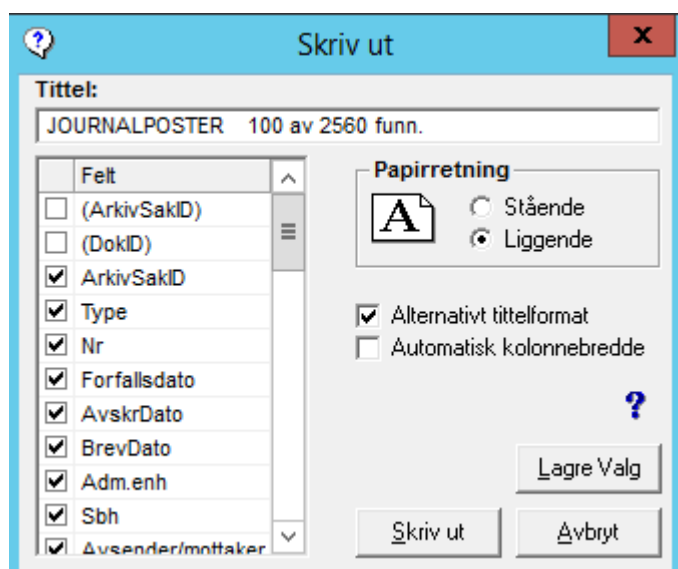 Skriv ut
x
Tittel:
JOURNALPOSTER 100 av 2560 funn.
Felt
(ArkivSakID)
(DokID)
ArkivSakID
Type
Nr
Forfallsdato
AvskrDato
BrevDato
Adm.enh
Sbh
Avsender/mottaker
Papirretning
A
Stående
Liggende
Alternativt tittelformat
Automatisk kolonnebredde
?
Lagre Valg
Skriv ut
Avbryt